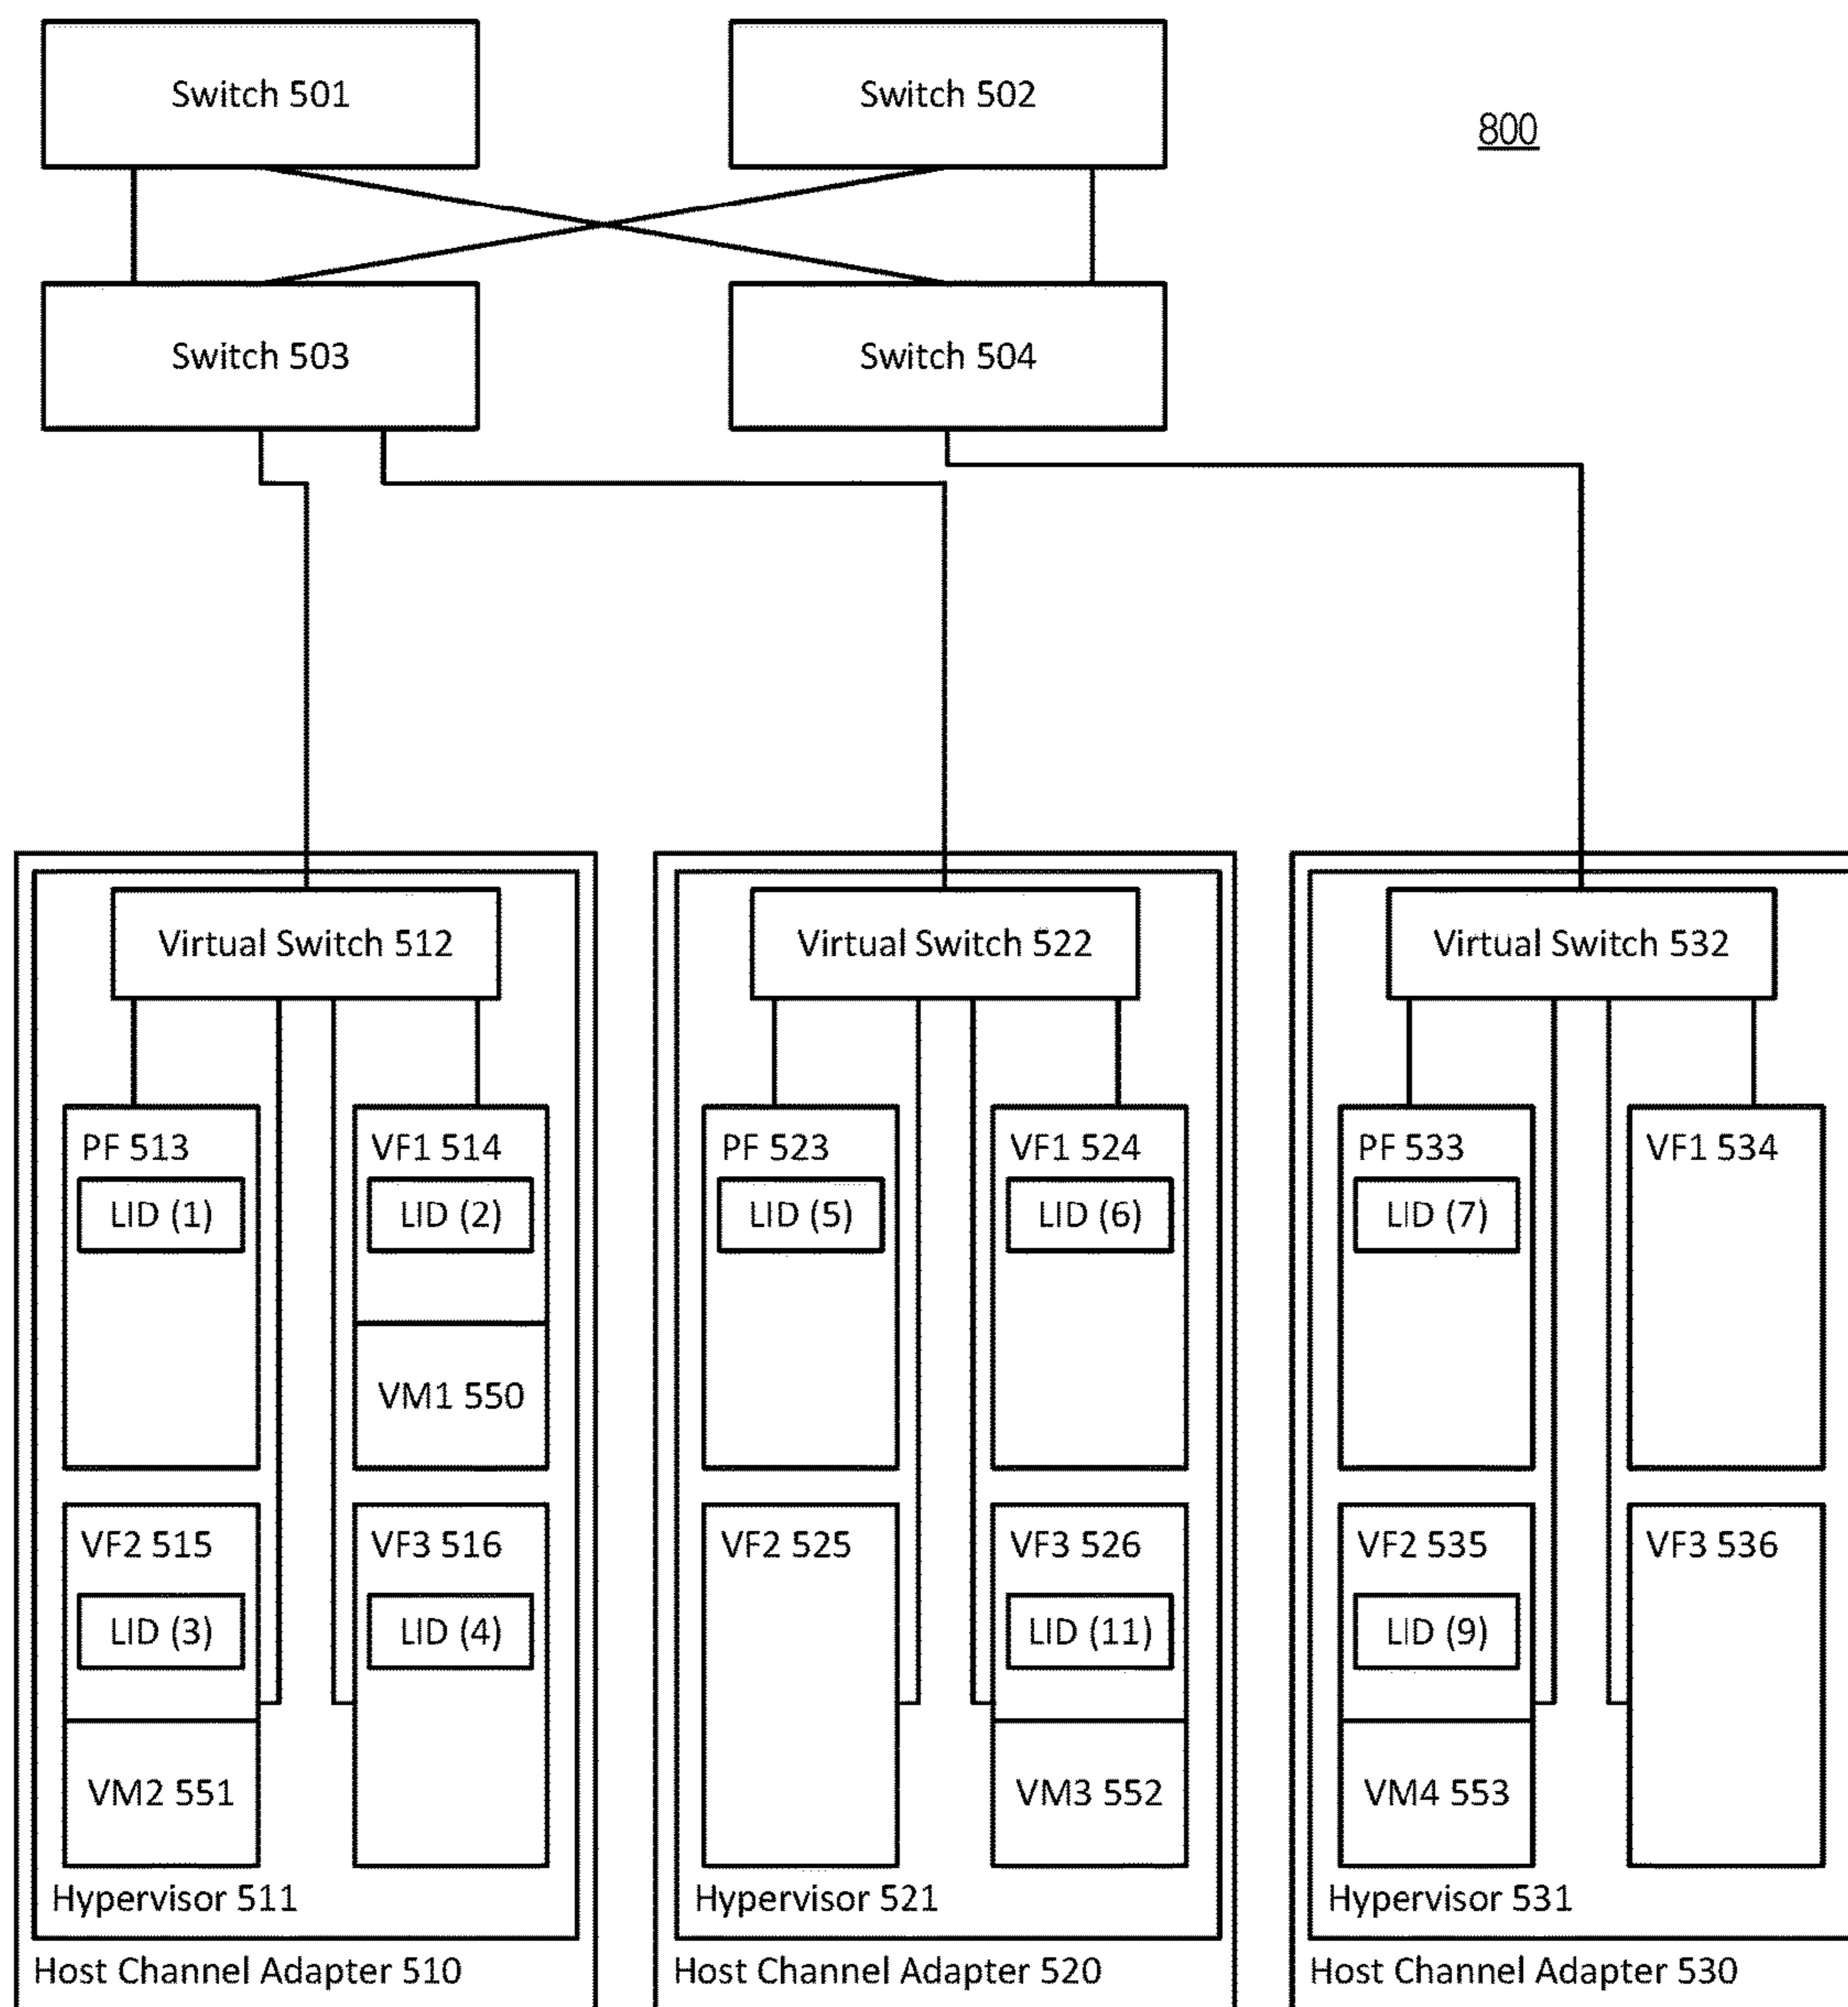 Switch 501
Switch 502
800
Switch 503
Switch 504
Virtual Switch 512
Virtual Switch 522
Virtual Switch 532
PF 513
LID (1)
VF1 514
LID (2)
VM1 550
PF 523
LID (5)
VF1 524
LID (6)
PF 533
LID (7)
VF1 534
VF2 515
LID (3)
VM2 551
VF3 516
LID (4)
VF2 525
VF3 526
LID (11)
VM3 552
VF2 535
LID (9)
VM4 553
VF3 536
Hypervisor 511
Hypervisor 521
Hypervisor 531
Host Channel Adapter 510
Host Channel Adapter 520
Host Channel Adapter 530